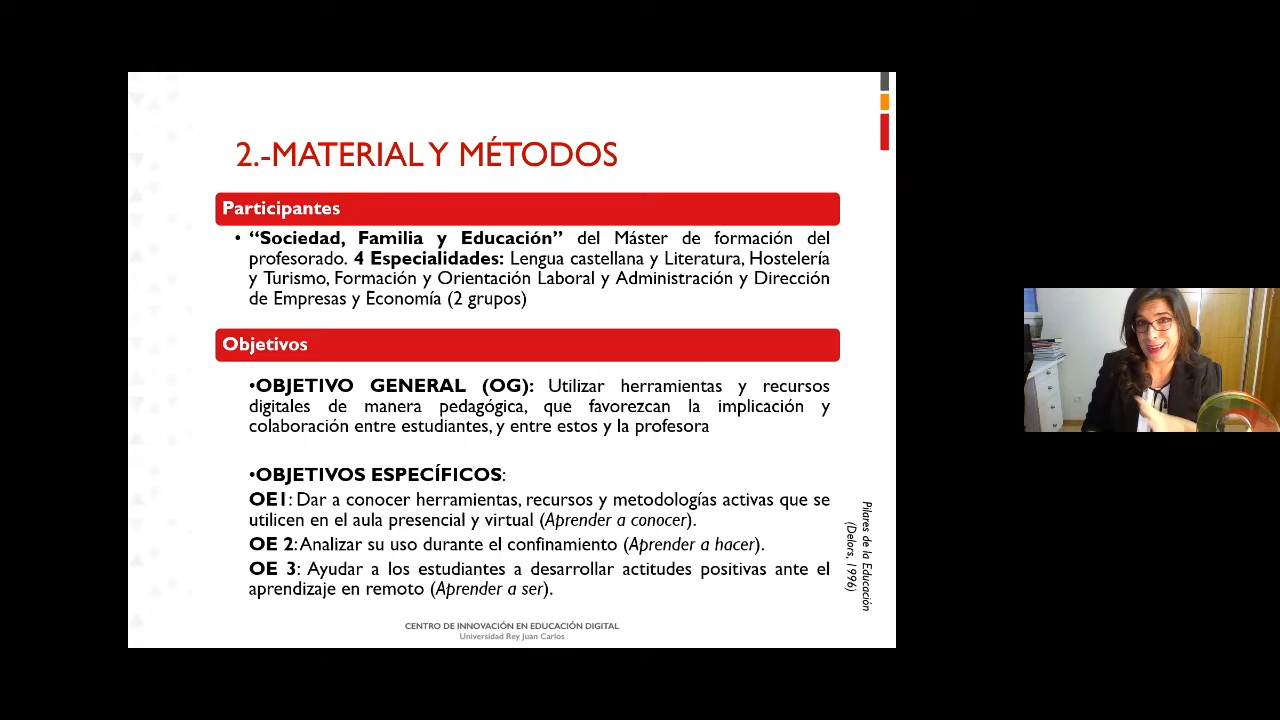 2.-MATERIAL Y MÉTODOS
Participantes
• “Sociedad, Familia y Educación” del Máster de formación del
profesorado. 4 Especialidades: Lengua castellana y Literatura, Hostelería
y Turismo, Formación y Orientación Laboral y Administración y Dirección
de Empresas y Economía (2 grupos)
Objetivos
•OBJETIVO GENERAL (OG): Utilizar herramientas y recursos
digitales de manera pedagógica, que favorezcan la implicación y
colaboración entre estudiantes, y entre estos y la profesora
•OBJETIVOS ESPECÍFICOS:
OE1: Dar a conocer herramientas, recursos y metodologías activas que se
utilicen en el aula presencial y virtual (Aprender a conocer).
OE 2: Analizar su uso durante el confinamiento (Aprender a hacer).
OE 3: Ayudar a los estudiantes a desarrollar actitudes positivas ante el
aprendizaje en remoto (Aprender a ser).
Pilares de la Educación
(Delors, 1996)
CENTRO DE INNOVACIÓN EN EDUCACIÓN DIGITAL
Universidad Rey Juan Carlos